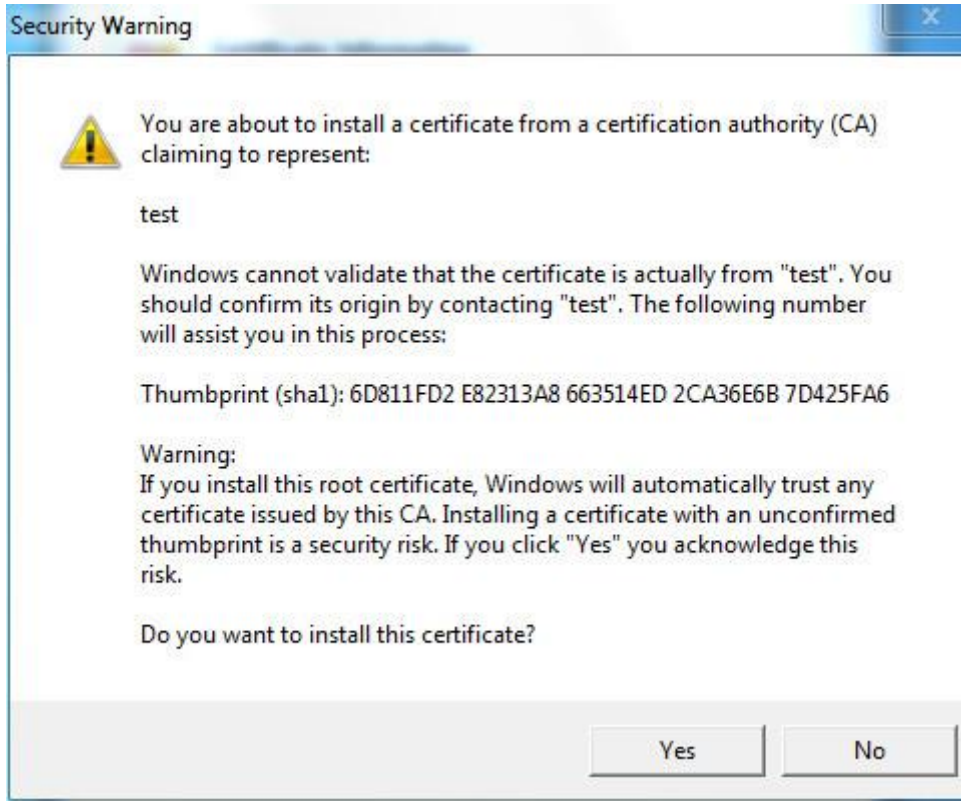 Security Warning
You are about to install a certificate from a certification authority (CA)
claiming to represent:
test
Windows cannot validate that the certificate is actually from "test". You
should confirm its origin by contacting "test". The following number
will assist you in this process:
Thumbprint (sha1): 6D811FD2 E82313A8 663514ED 2CA36E6B 7D425FA6
Warning:
If you install this root certificate, Windows will automatically trust any
certificate issued by this CA. Installing a certificate with an unconfirmed
thumbprint is a security risk. If you click "Yes" you acknowledge this
risk.
Do you want to install this certificate?
Yes
No